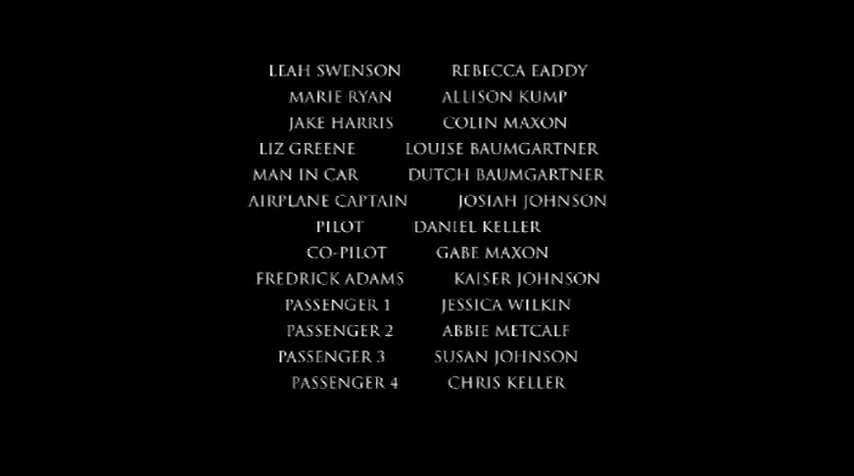 LEAH SWENSON REBECCA EADDY
MARIE RYAN ALLISON KUMP
JAKE HARRIS COLIN MAXON
LIZ GREENE LOUISE BAUMGARTNER
MAN IN CAR DUTCH BAUMGARTNER
AIRPLANE CAPTAIN JOSIAH JOHNSON
PILOT DANIEL KELLER
CO-PILOT GABE MAXON
FREDRICK ADAMS KAISER JOHNSON
PASSENGER 1 JESSICA WILKIN
PASSENGER 2 ABBIE METCALF
PASSENGER 3 SUSAN JOHNSON
PASSENGER 4 CHRIS KELLER